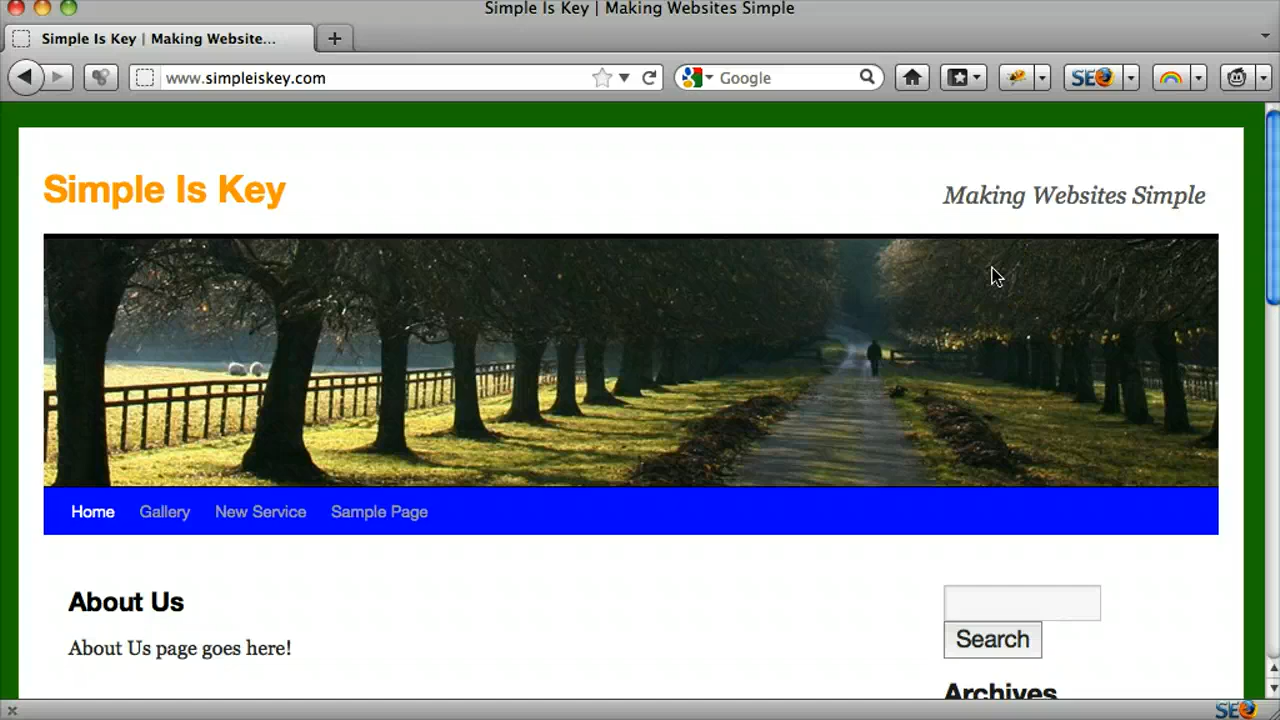 Simple Is Key | Making Websites Simple
Simple Is Key | Making Website...
www.simpleiskey.com
Google
SEO
Simple Is Key
Making Websites Simple
Home Gallery New Service Sample Page
About Us
About Us page goes here!
Search
Archives
SEO